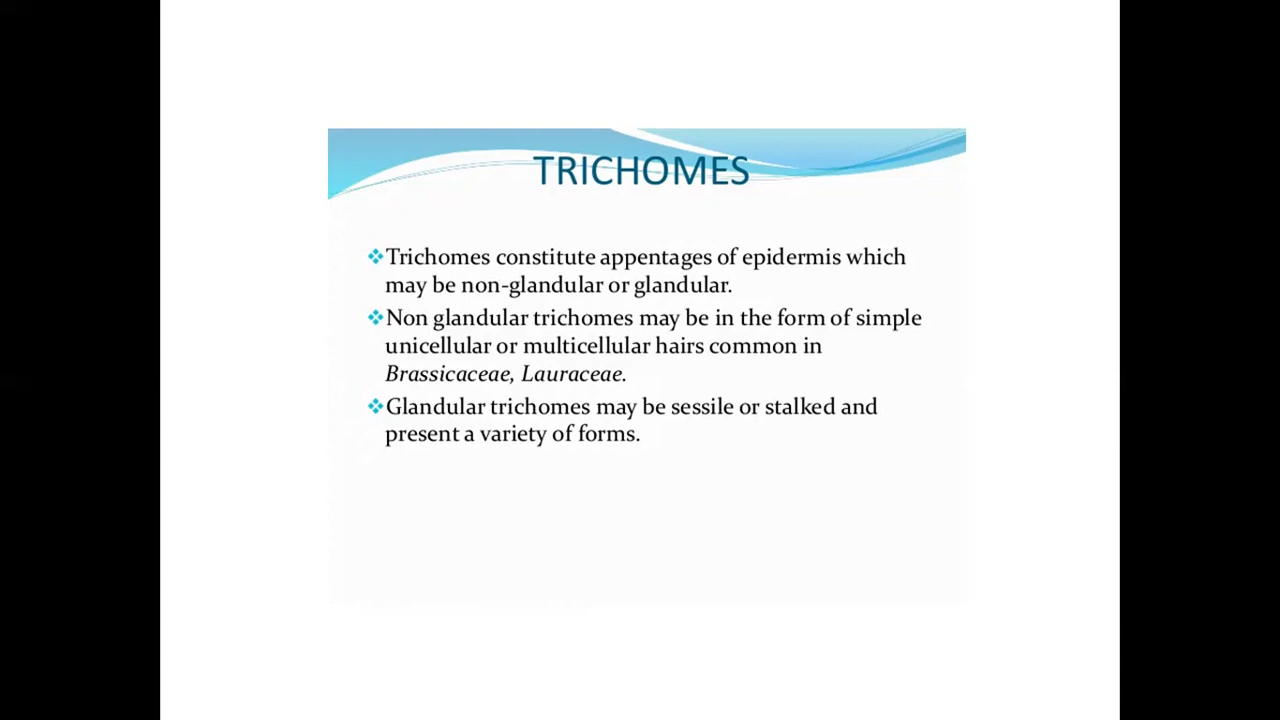 TRICHOMES
Trichomes constitute appentages of epidermis which
may be non-glandular or glandular.
Non glandular trichomes may be in the form of simple
unicellular or multicellular hairs common in
Brassicaceae, Lauraceae.
Glandular trichomes may be sessile or stalked and
present a variety of forms.